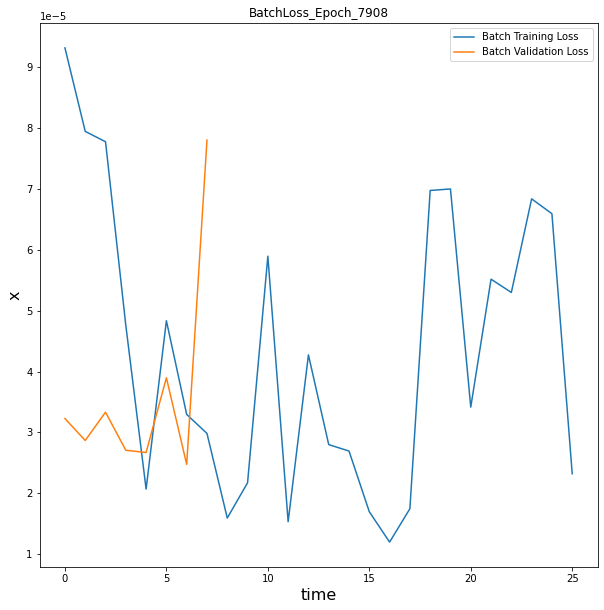 BatchLoss_Epoch_7908
1e−5
Batch Training Loss
Batch Validation Loss
9
8
7
6
5
4
3
2
1
x
0 5 10 15 20 25
time